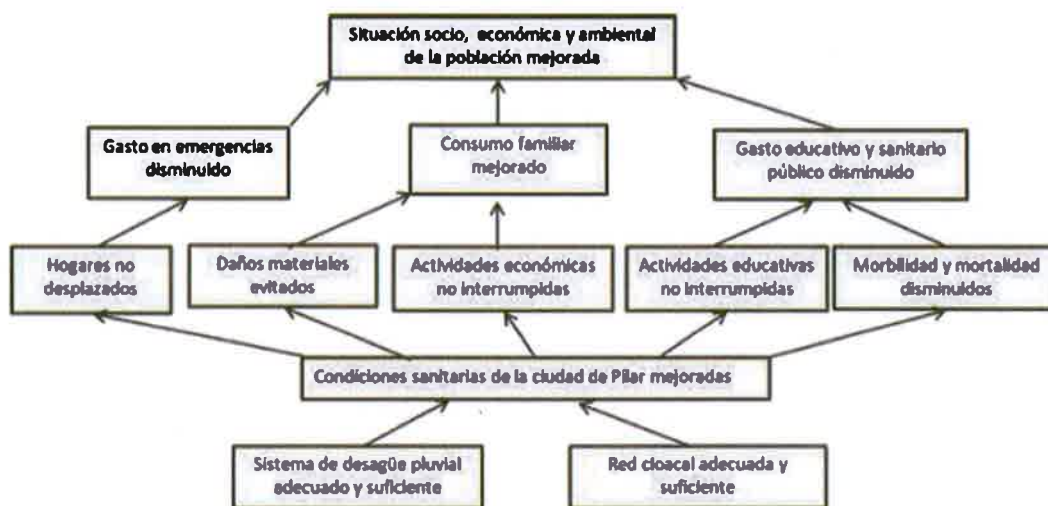 Situación socio, económica y ambiental
de la población mejorada
Gasto en emergencias
disminuido
Consumo familiar
mejorado
Gasto educativo y sanitario
público disminuido
Hogares no
desplazados
Daños materiales
evitados
Actividades económicas
no interrumpidas
Actividades educativas
no interrumpidas
Morbilidad y mortalidad
disminuidos
Condiciones sanitarias de la ciudad de Pilar mejoradas
Sistema de desagüe pluvial
adecuado y suficiente
Red cloacal adecuada y
suficiente